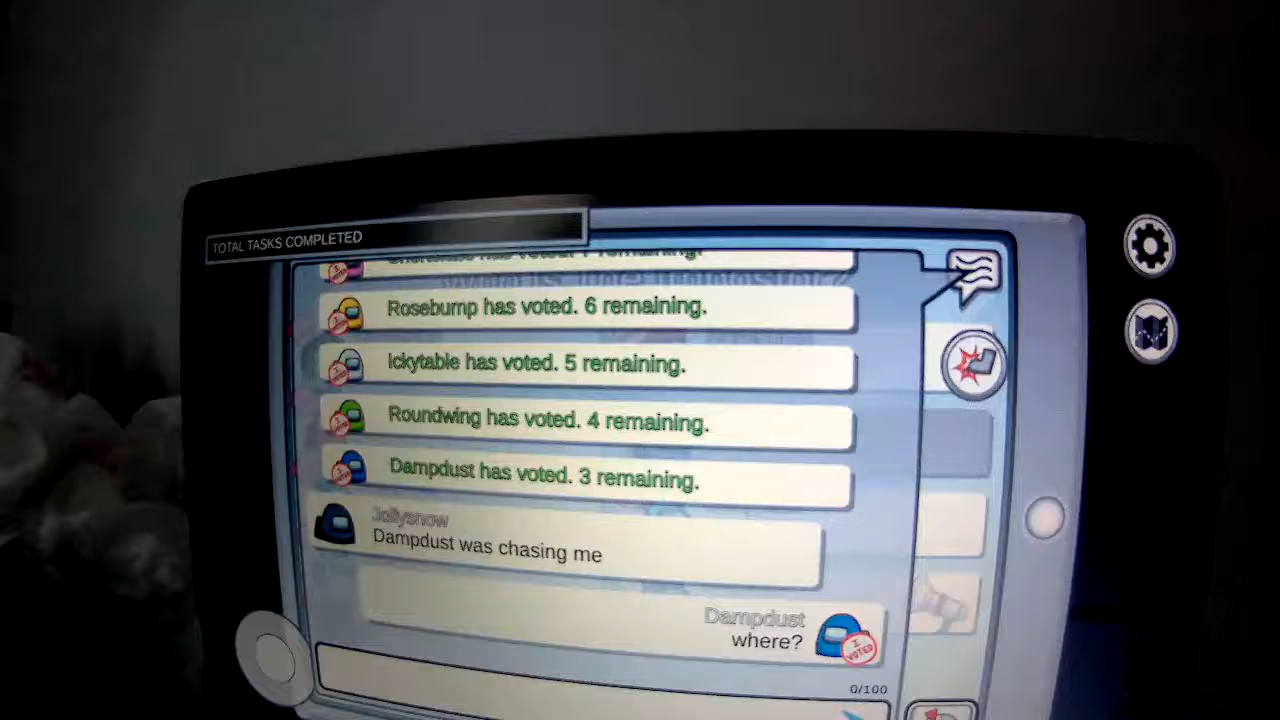 TOTAL TASKS COMPLETED
Rosebump has voted. 6 remaining.
Ickytable has voted. 5 remaining.
Roundwing has voted. 4 remaining.
Dampdust has voted. 3 remaining.
Jollysnow
Dampdust was chasing me
Dampdust
where?
I VOTED
0/100